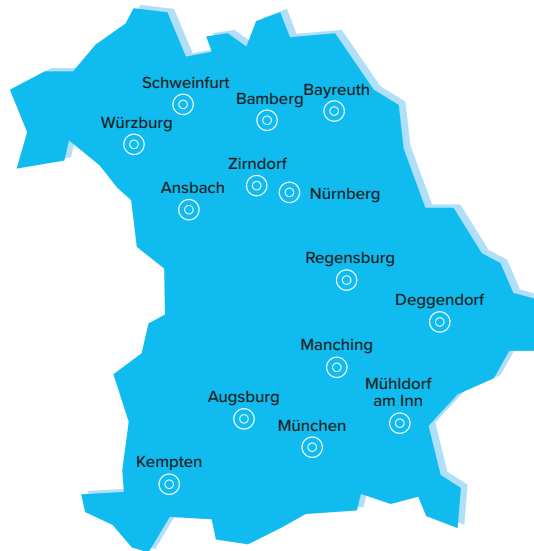 Schweinfurt
Bayreuth
Bamberg
Würzburg
Zirndorf
Ansbach
Nürnberg
Regensburg
Deggendorf
Manching
Mühldorf
am Inn
Augsburg
München
Kempten